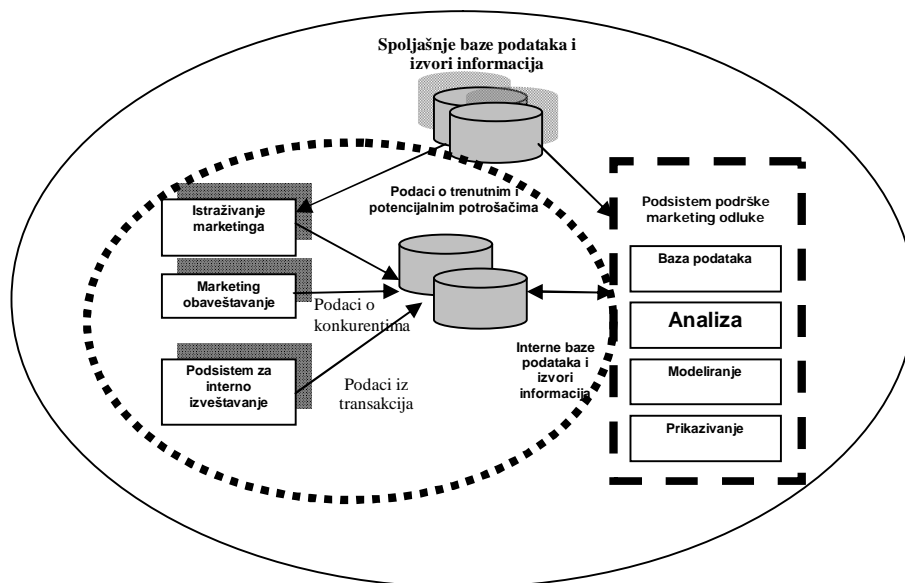 Spoljašnje baze podataka i
izvori informacija
Podaci o trenutnim i
potencijalnim potrošačima
Istraživanje
marketinga
Marketing
obaveštavanje
Podaci o
konkurentima
Podsistem za
interno
izveštavanje
Podaci iz
transakcija
Interne baze
podataka i
izvori
informacija
Podsistem podrške
marketing odluke
Baza podataka
Analiza
Modeliranje
Prikazivanje